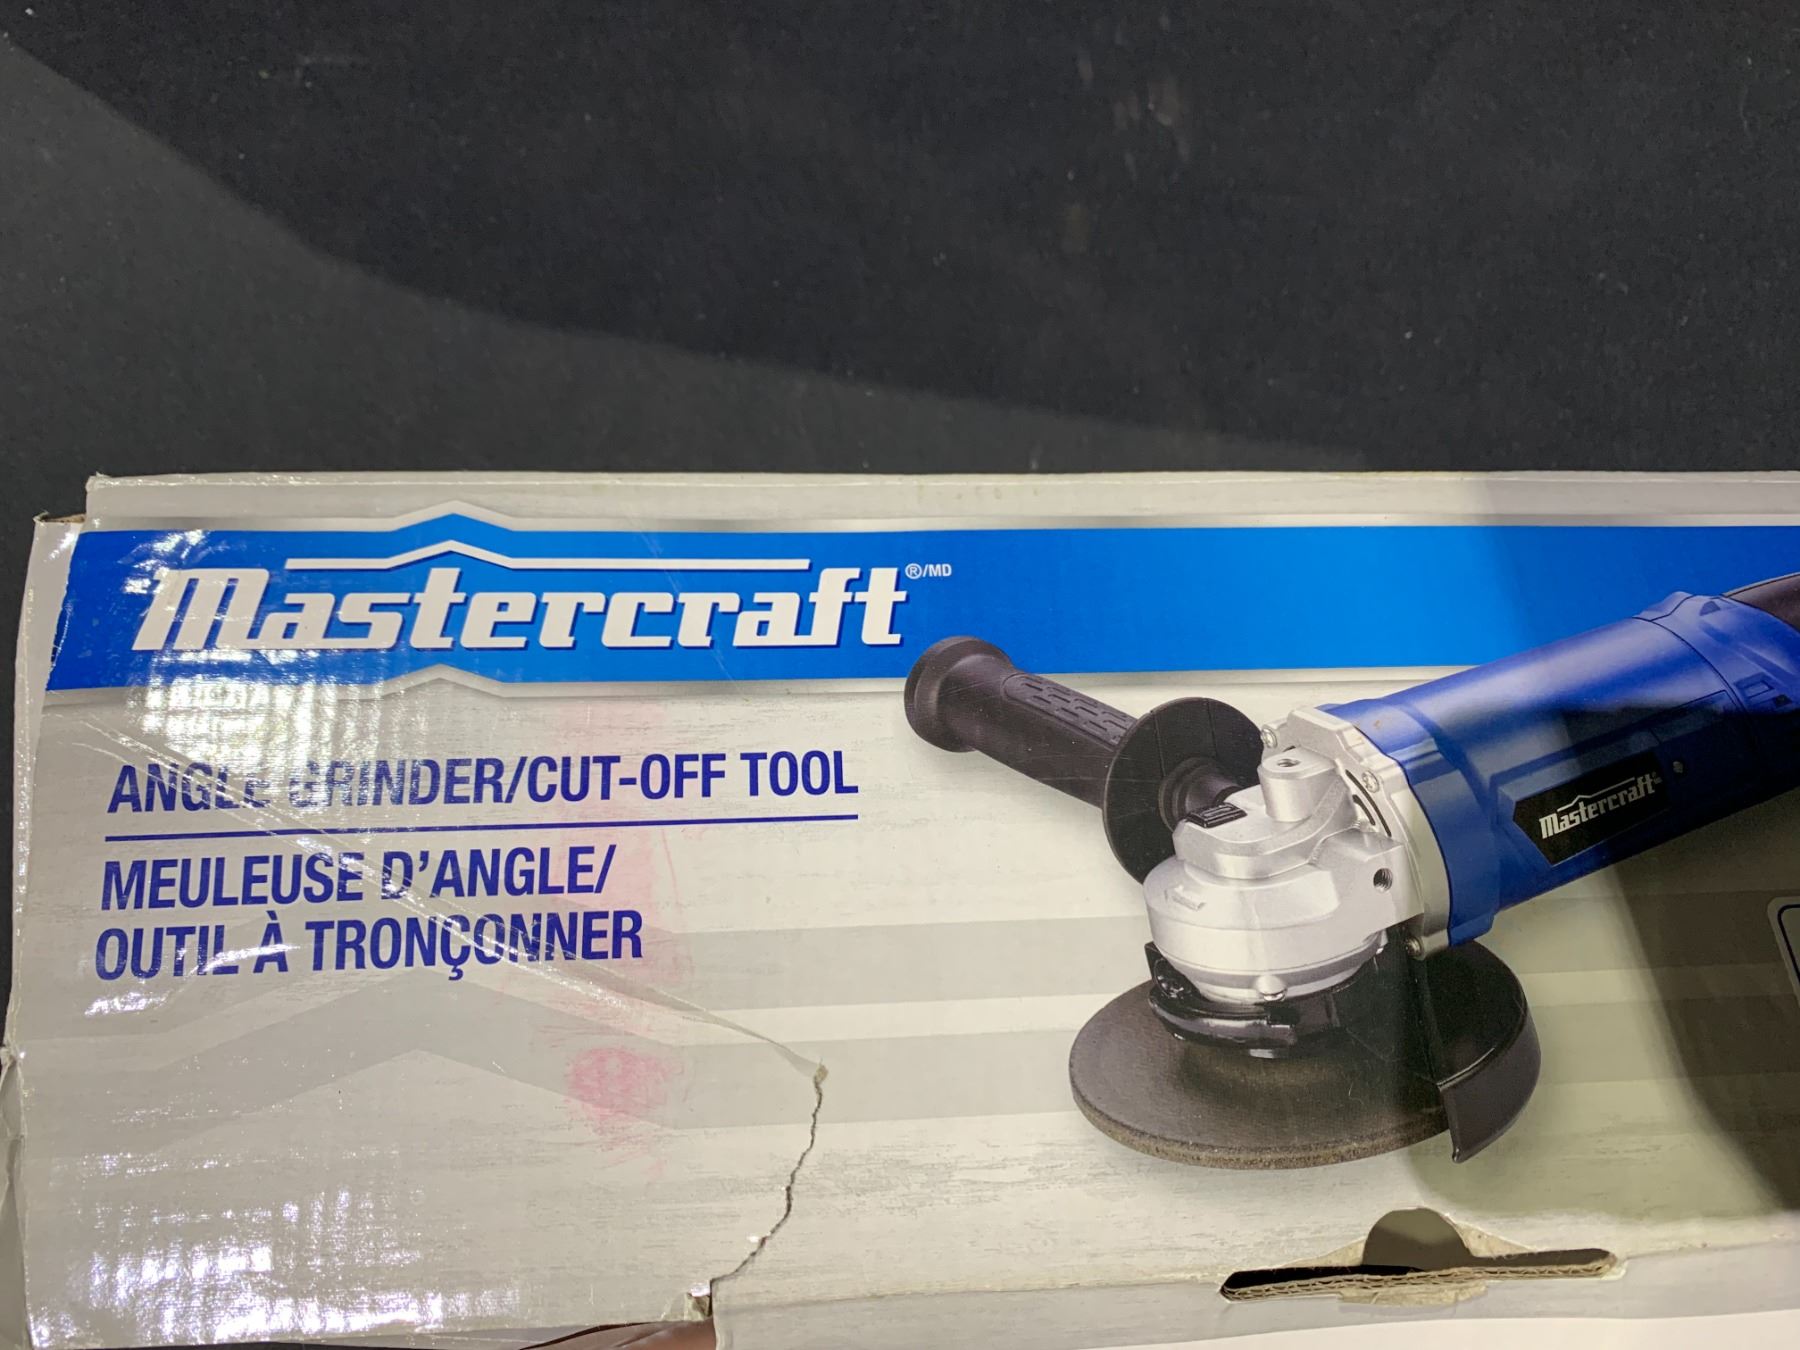 Mastercraft®/MD
ANGLE GRINDER/CUT-OFF TOOL
MEULEUSE D'ANGLE/
OUTIL À TRONÇONNER
Mastercraft